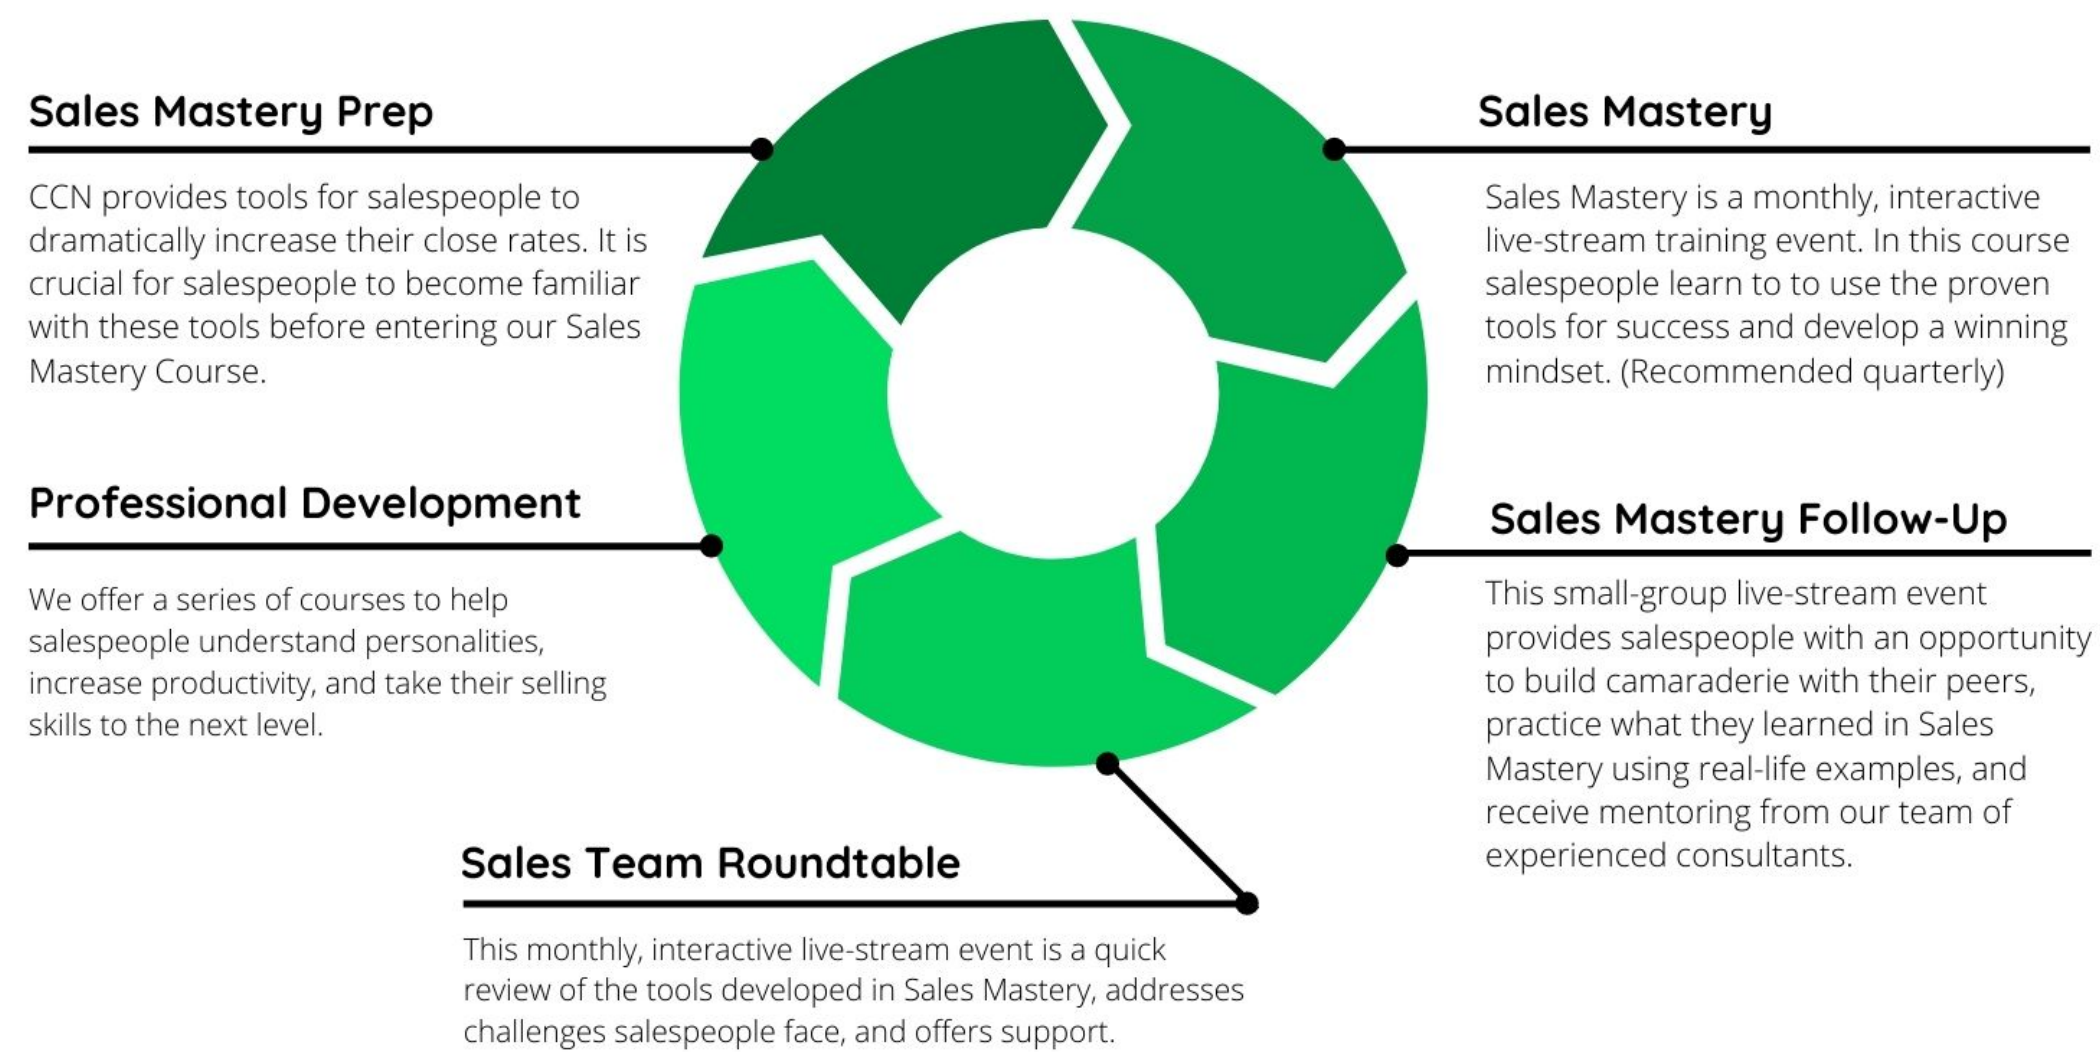 Sales Mastery Prep
CCN provides tools for salespeople to
dramatically increase their close rates. It is
crucial for salespeople to become familiar
with these tools before entering our Sales
Mastery Course.
Sales Mastery
Sales Mastery is a monthly, interactive
live-stream training event. In this course
salespeople learn to to use the proven
tools for success and develop a winning
mindset. (Recommended quarterly)
Professional Development
We offer a series of courses to help
salespeople understand personalities,
increase productivity, and take their selling
skills to the next level.
Sales Mastery Follow-Up
This small-group live-stream event
provides salespeople with an opportunity
to build camaraderie with their peers,
practice what they learned in Sales
Mastery using real-life examples, and
receive mentoring from our team of
experienced consultants.
Sales Team Roundtable
This monthly, interactive live-stream event is a quick
review of the tools developed in Sales Mastery, addresses
challenges salespeople face, and offers support.